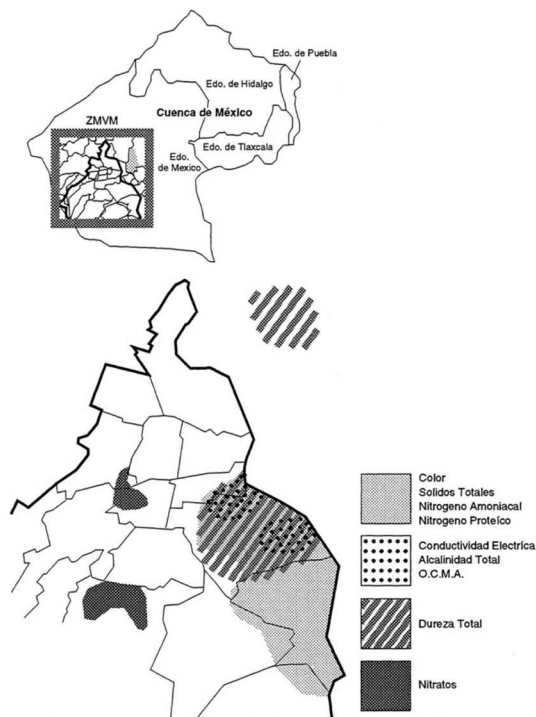 Edo. de Puebla
Edo. de Hidalgo
Cuenca de México
ZMVM
Edo. de Tlaxcala
Edo.
de Mexico
Color
Solidos Totales
Nitrogeno Amoniacal
Nitrogeno Proteíco
Conductividad Electríca
Alcalinidad Total
O.C.M.A.
Dureza Total
Nitratos